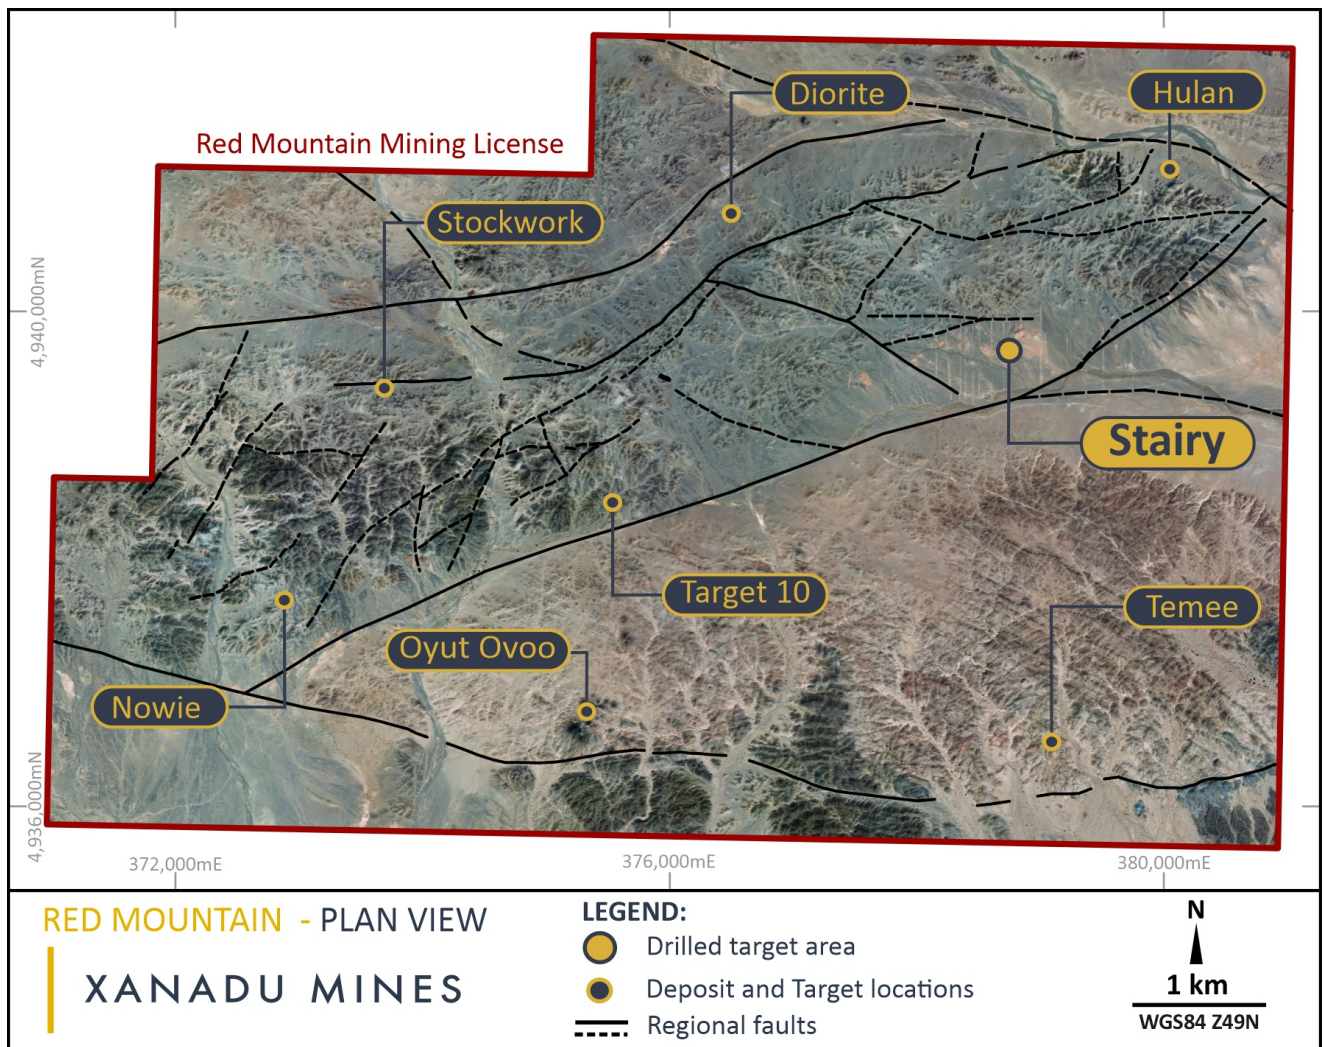 Diorite
Hulan
Red Mountain Mining License
Stockwork
4,940,000mN
Stairy
Target 10
Temee
Oyut Ovoo
Nowie
4,936,000mN
372,000mE
376,000mE
380,000mE
RED MOUNTAIN - PLAN VIEW
XANADU MINES
LEGEND:
Drilled target area
Deposit and Target locations
Regional faults
N
1 km
WGS84 Z49N